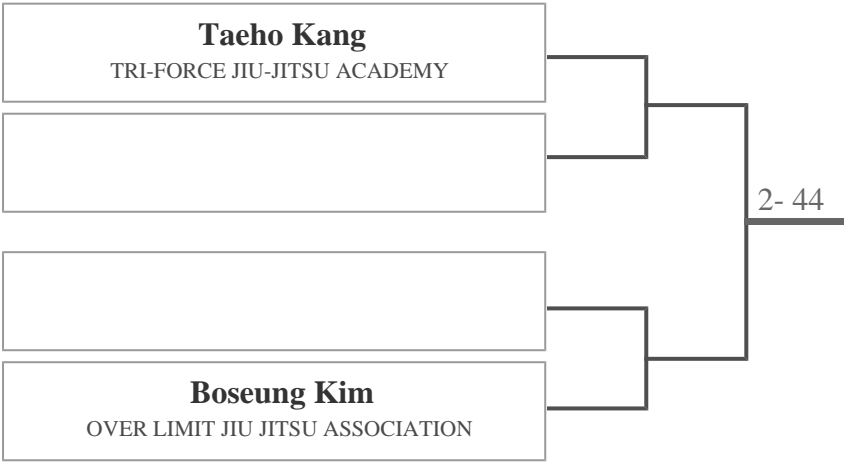 Taeho Kang
TRI-FORCE JIU-JITSU ACADEMY
2- 44
Boseung Kim
OVER LIMIT JIU JITSU ASSOCIATION